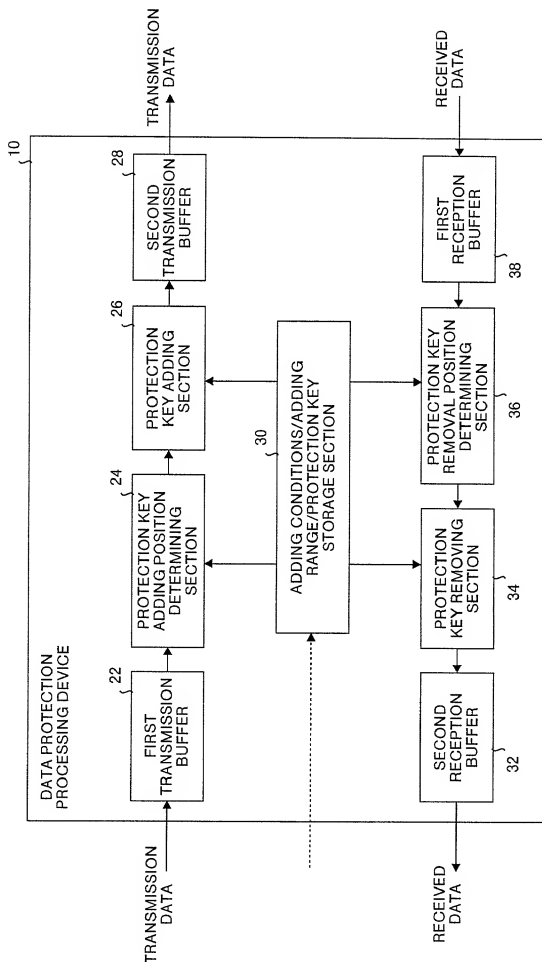 10
DATA PROTECTION
PROCESSING DEVICE
TRANSMISSION
DATA
22
FIRST
TRANSMISSION
BUFFER
24
PROTECTION KEY
ADDING POSITION
DETERMINING
SECTION
26
PROTECTION
KEY ADDING
SECTION
28
SECOND
TRANSMISSION
BUFFER
TRANSMISSION
DATA
30
ADDING CONDITIONS/ADDING
RANGE/PROTECTION KEY
STORAGE SECTION
RECEIVED
DATA
SECOND
RECEPTION
BUFFER
32
PROTECTION
KEY REMOVING
SECTION
34
PROTECTION KEY
REMOVAL POSITION
DETERMINING
SECTION
36
FIRST
RECEPTION
BUFFER
38
RECEIVED
DATA